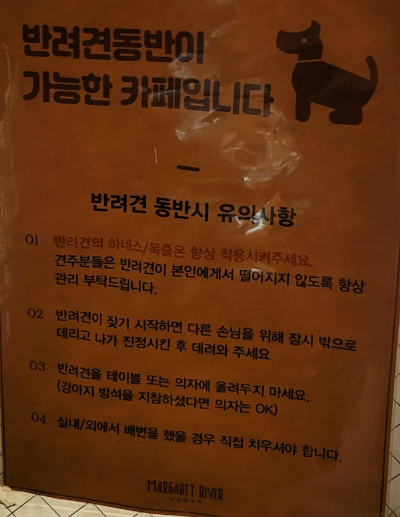 반려견동반이
가능한 카페입니다
반려견 동반시 유의사항
01 반려견의 하네스/목줄은 항상 착용시켜주세요.
견주분들은 반려견이 본인에게서 떨어지지 않도록 항상
관리 부탁드립니다.
02 반려견이 짖기 시작하면 다른 손님을 위해 잠시 밖으로
데리고 나가 진정시킨 후 데려와 주세요.
03 반려견을 테이블 또는 의자에 올려두지 마세요.
(강아지 방석을 지참하셨다면 의자는 OK)
04 실내/외에서 배변을 했을 경우 직접 치우셔야 합니다.
MARGARET RIVER